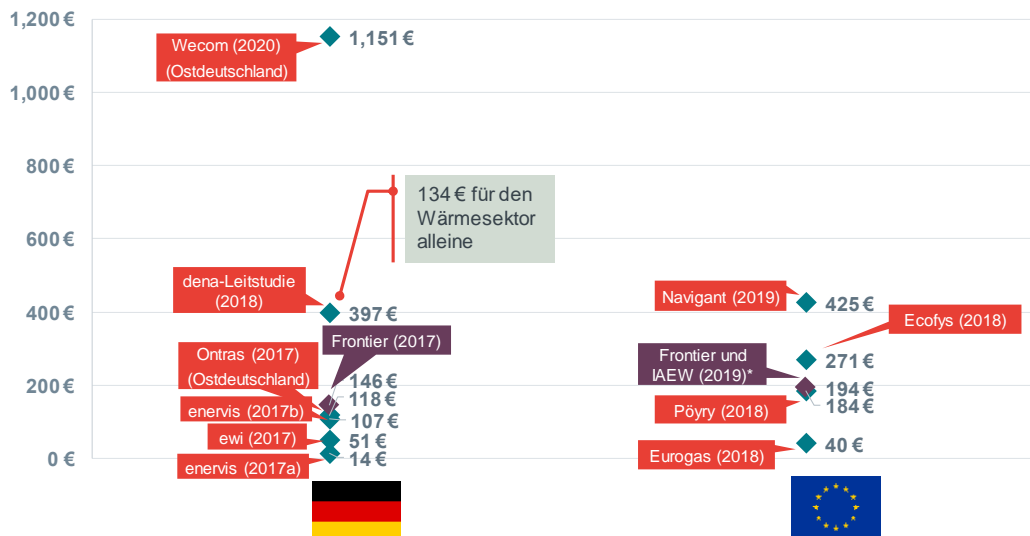 1,200 €
1,000 €
800 €
600 €
400 €
200 €
0 €
Wecom (2020)
(Ostdeutschland)
1,151 €
134 € für den
Wärmesektor
alleine
dena-Leitstudie
(2018)
397 €
Frontier (2017)
Ontras (2017)
(Ostdeutschland)
146 €
118 €
enervis (2017b)
107 €
ewi (2017)
51 €
enervis (2017a)
14 €
Navigant (2019)
425 €
Ecofys (2018)
271 €
Frontier und
IAEW (2019)*
194 €
184 €
Pöyry (2018)
Eurogas (2018)
40 €